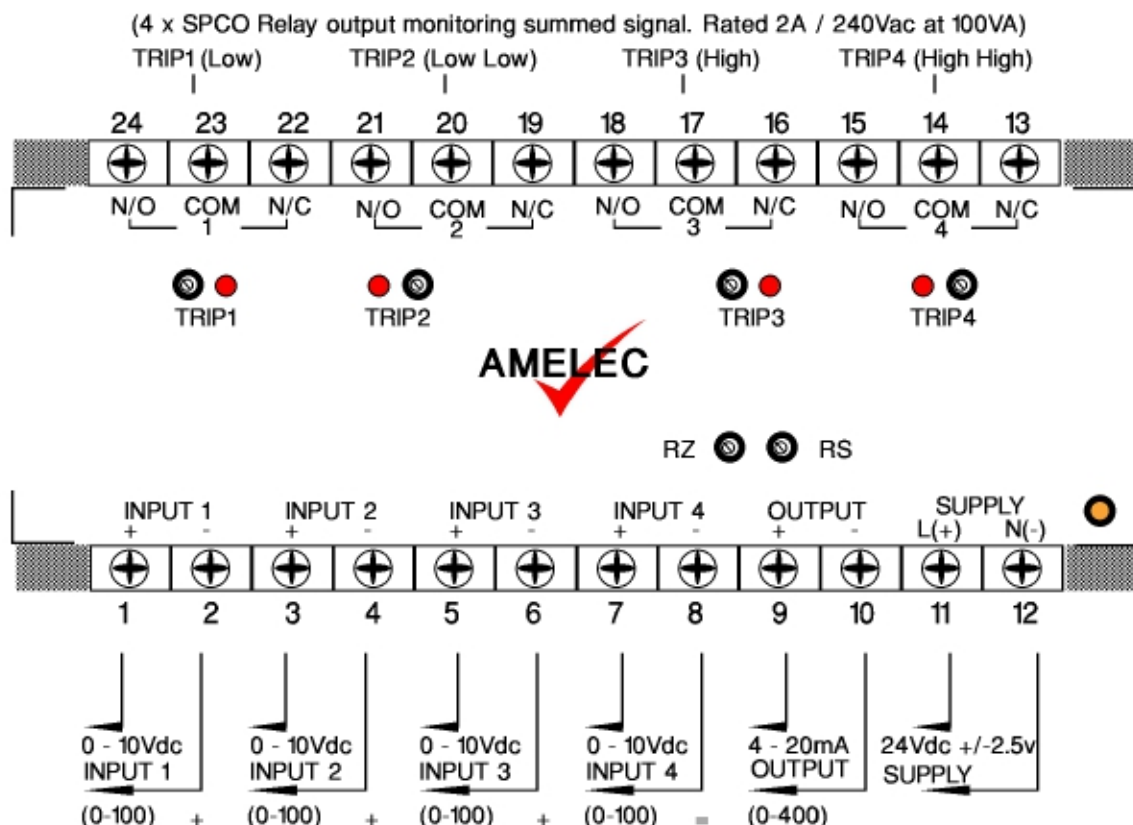 (4 x SPCO Relay output monitoring summed signal. Rated 2A / 240Vac at 100VA)
TRIP1 (Low) TRIP2 (Low Low) TRIP3 (High) TRIP4 (High High)
24 23 22 21 20 19 18 17 16 15 14 13
N/O COM N/C N/O COM N/C N/O COM N/C N/O COM N/C
1 2 3 4
TRIP1 TRIP2 TRIP3 TRIP4
AMELEC
RZ RS
INPUT 1 INPUT 2 INPUT 3 INPUT 4 OUTPUT SUPPLY
+ - + - + - + - + - L(+) N(-)
1 2 3 4 5 6 7 8 9 10 11 12
0 - 10Vdc 0 - 10Vdc 0 - 10Vdc 0 - 10Vdc 4 - 20mA 24Vdc +/-2.5v
INPUT 1 INPUT 2 INPUT 3 INPUT 4 OUTPUT SUPPLY
(0-100) + (0-100) + (0-100) + (0-100) = (0-400)